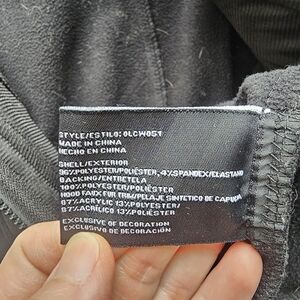 STYLE/ESTILO: OLCW051
MADE IN CHINA
HECHO EN CHINA
SHELL/EXTERIOR
96%POLYESTER/POLIÉSTER, 4%SPANDEX/ELASTANO
BACKING/ENTRETELA
100%POLYESTER/POLIÉSTER
HOOD FAUX FUR TRIM/PELAJE SINTETICO DE CAPUCHA
87%ACRYLIC 13%POLYESTER/
87%ACRÍLICO 13%POLIÉSTER
EXCLUSIVE OF DECORATION
EXCLUSIVO DE DECORACIÓN